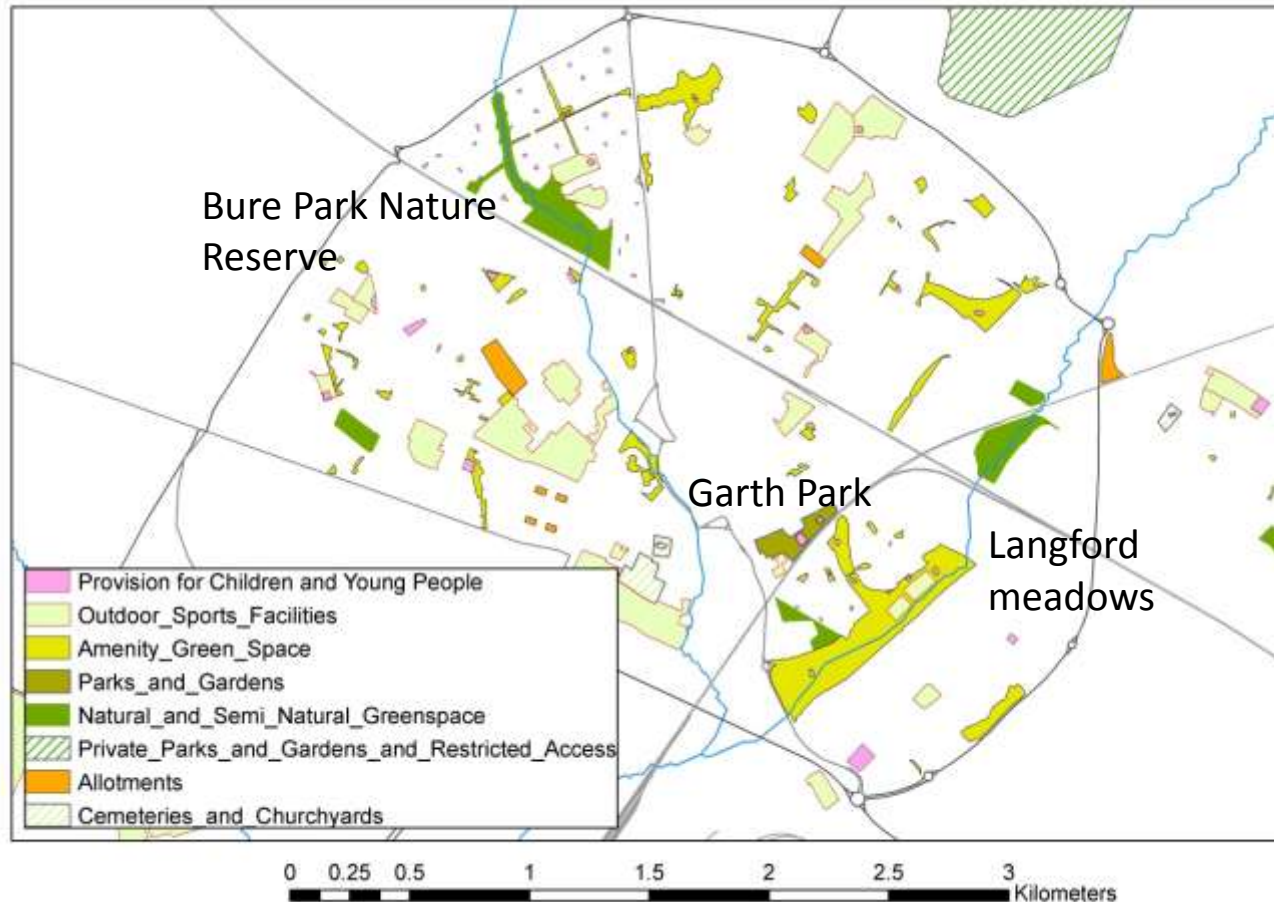 Bure Park Nature
Reserve
Garth Park
Langford
meadows
Provision for Children and Young People
Outdoor_Sports_Facilities
Amenity_Green_Space
Parks_and_Gardens
Natural_and_Semi_Natural_Greenspace
Private_Parks_and_Gardens_and_Restricted_Access
Allotments
Cemeteries_and_Churchyards
0 0.25 0.5 1 1.5 2 2.5 3
Kilometers